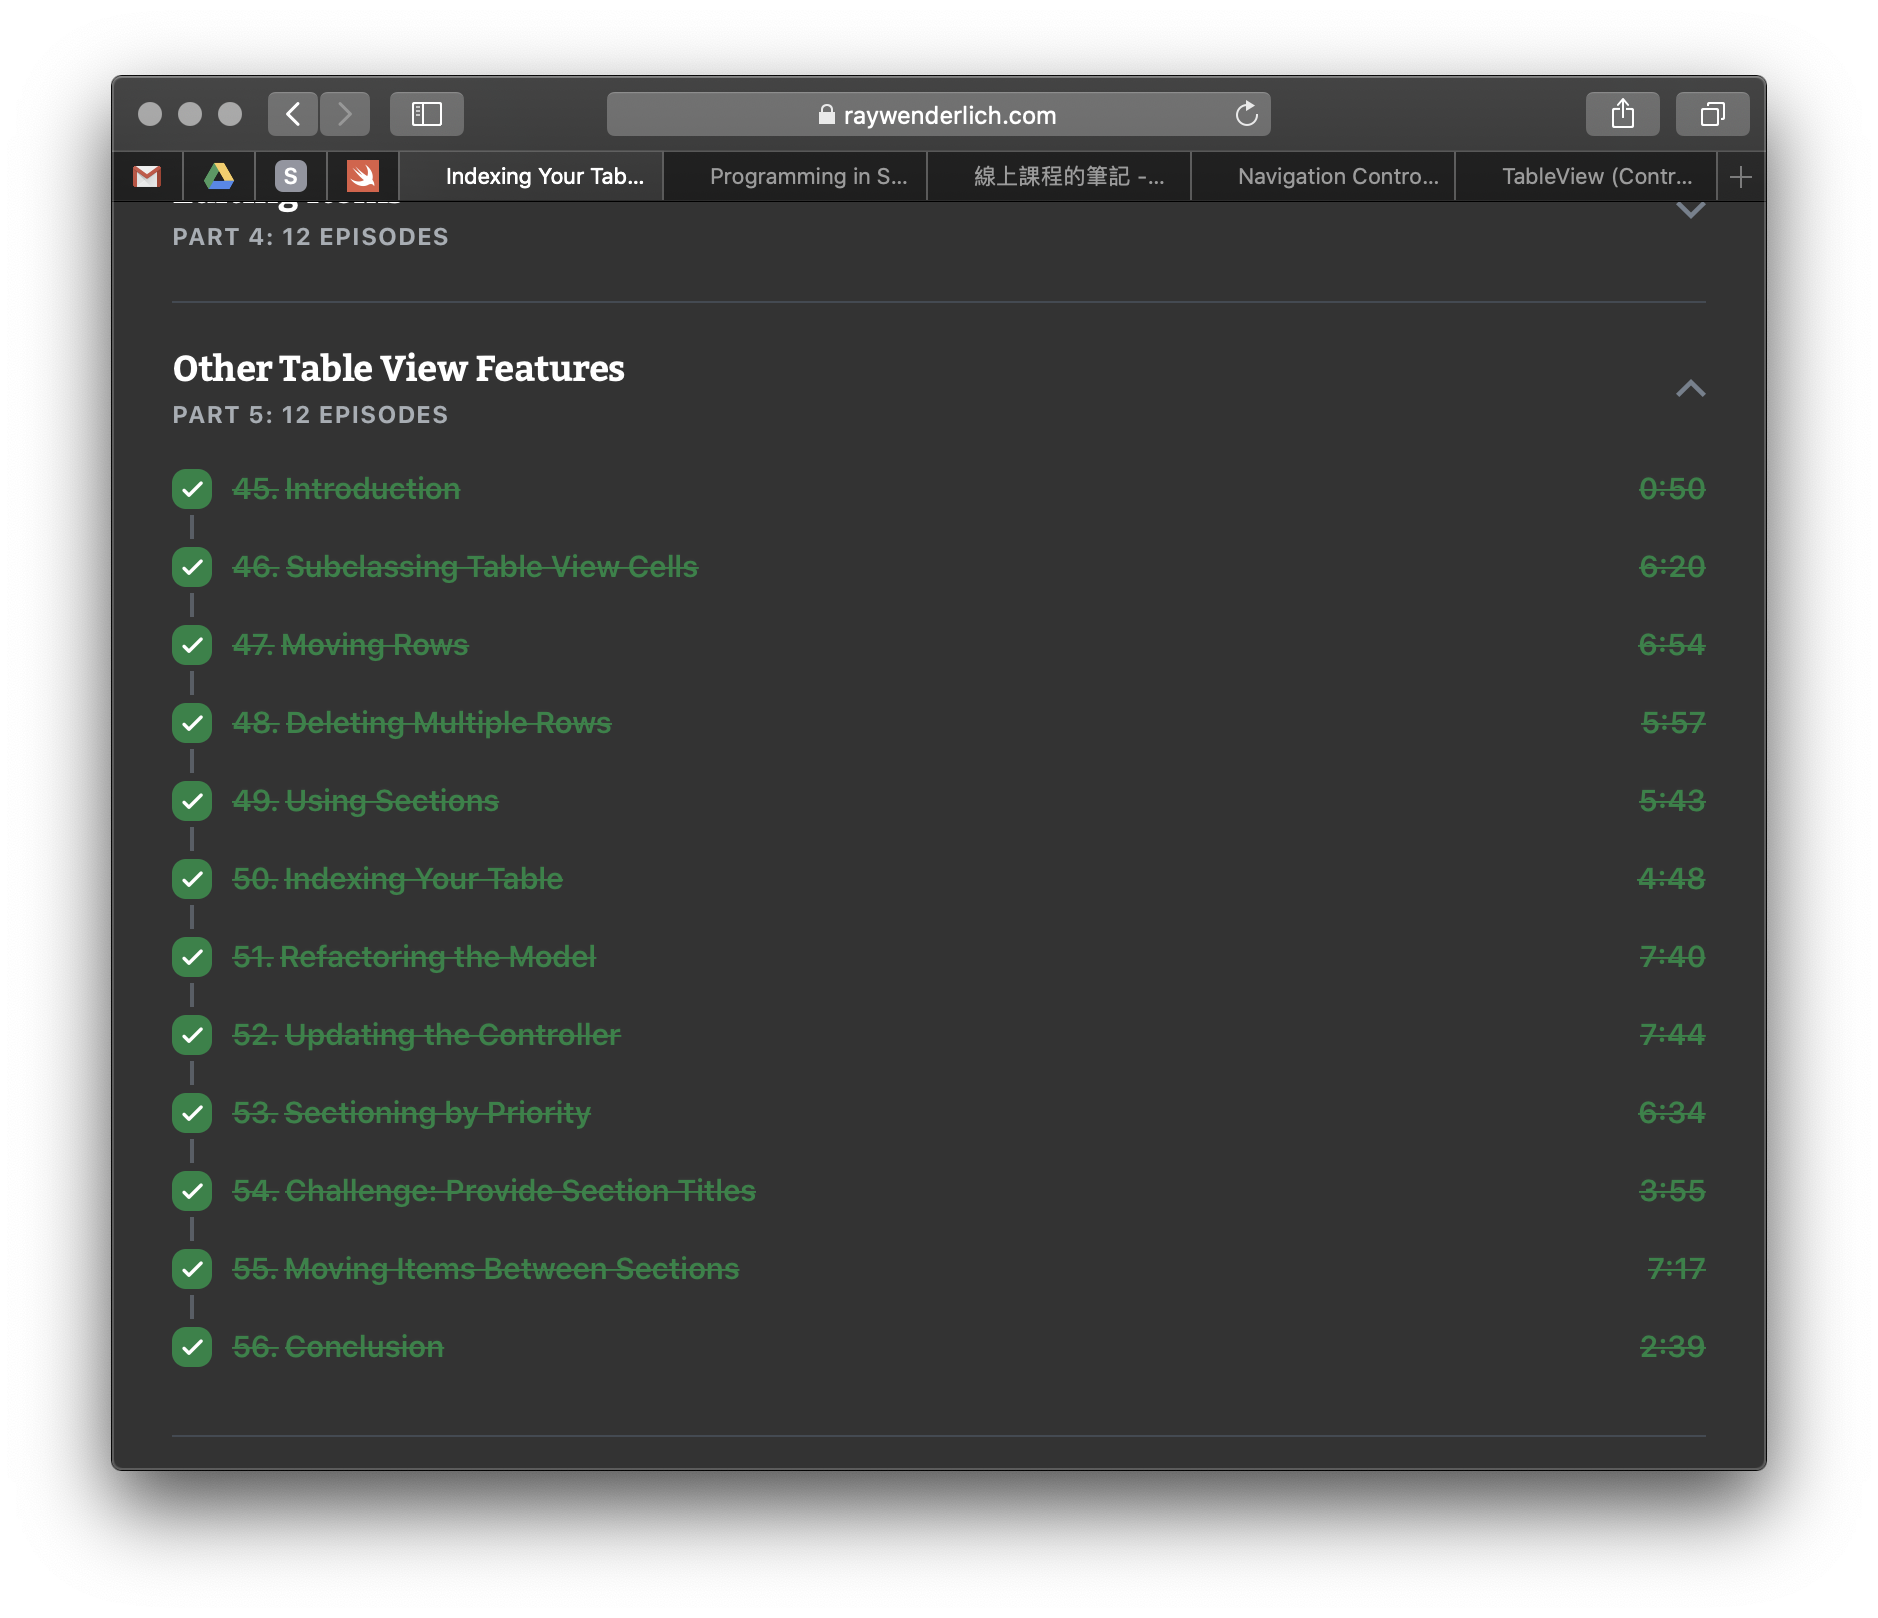 raywenderlich.com
S
Indexing Your Tab...
Programming in S...
線上課程的筆記 -...
Navigation Contro...
TableView (Contr...
PART 4: 12 EPISODES
Other Table View Features
PART 5: 12 EPISODES
45. Introduction 0:50
46. Subclassing Table View Cells 6:20
47. Moving Rows 6:54
48. Deleting Multiple Rows 5:57
49. Using Sections 5:43
50. Indexing Your Table 4:48
51. Refactoring the Model 7:40
52. Updating the Controller 7:44
53. Sectioning by Priority 6:34
54. Challenge: Provide Section Titles 3:55
55. Moving Items Between Sections 7:17
56. Conclusion 2:39